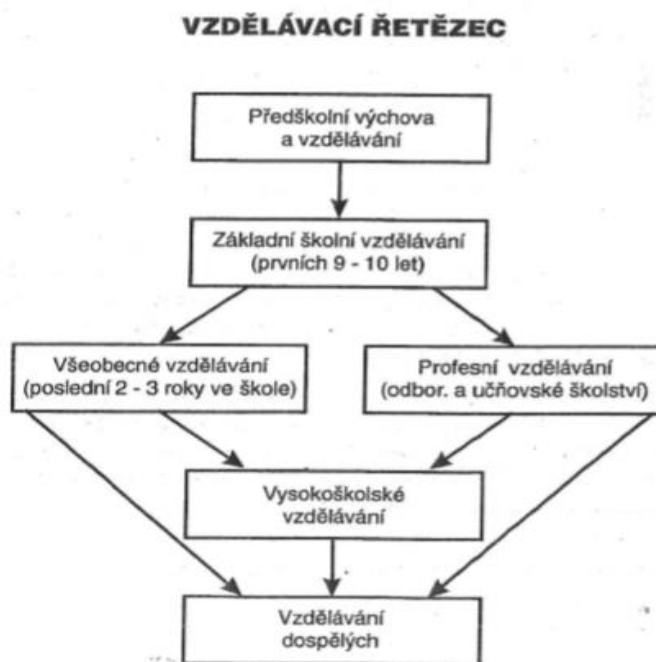 VZDĚLÁVACÍ ŘETĚZEC
Předškolní výchova
a vzdělávání
Základní školní vzdělávání
(prvních 9 - 10 let)
Všeobecné vzdělávání
(poslední 2 - 3 roky ve škole)
Profesní vzdělávání
(odbor. a učňovské školství)
Vysokoškolské
vzdělávání
Vzdělávání
dospělých